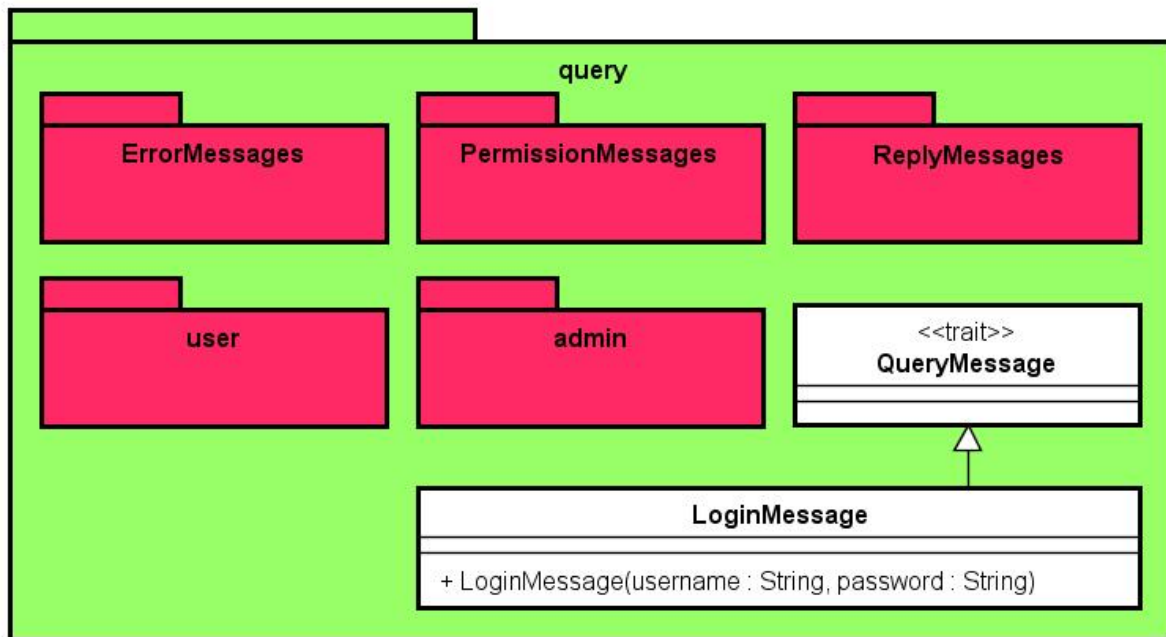 query
ErrorMessages
PermissionMessages
ReplyMessages
user
admin
<<trait>>
QueryMessage
LoginMessage
+ LoginMessage(username : String, password : String)